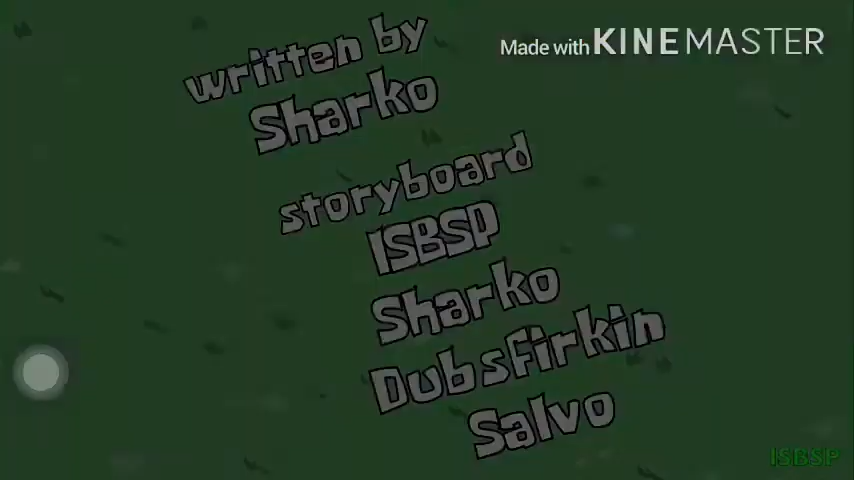 written by
Made with KINEMASTER
Sharko
storyboard
ISBSP
Sharko
Dubsfirkin
Salvo
ISBSP